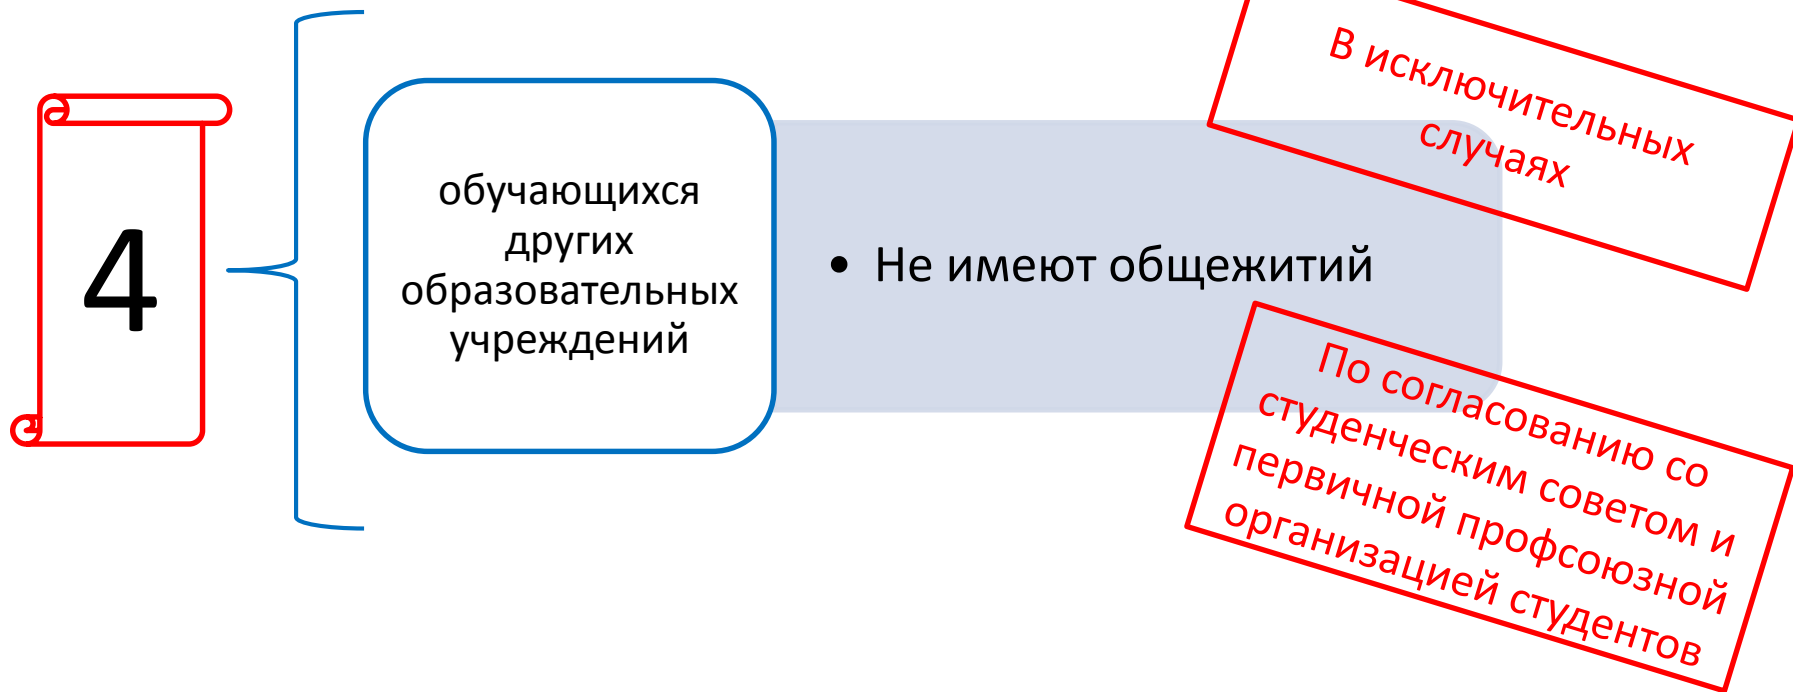 4
обучающихся
других
образовательных
учреждений
• Не имеют общежитий
В исключительных
случаях
По согласованию со
студенческим советом и
первичной профсоюзной
организацией студентов